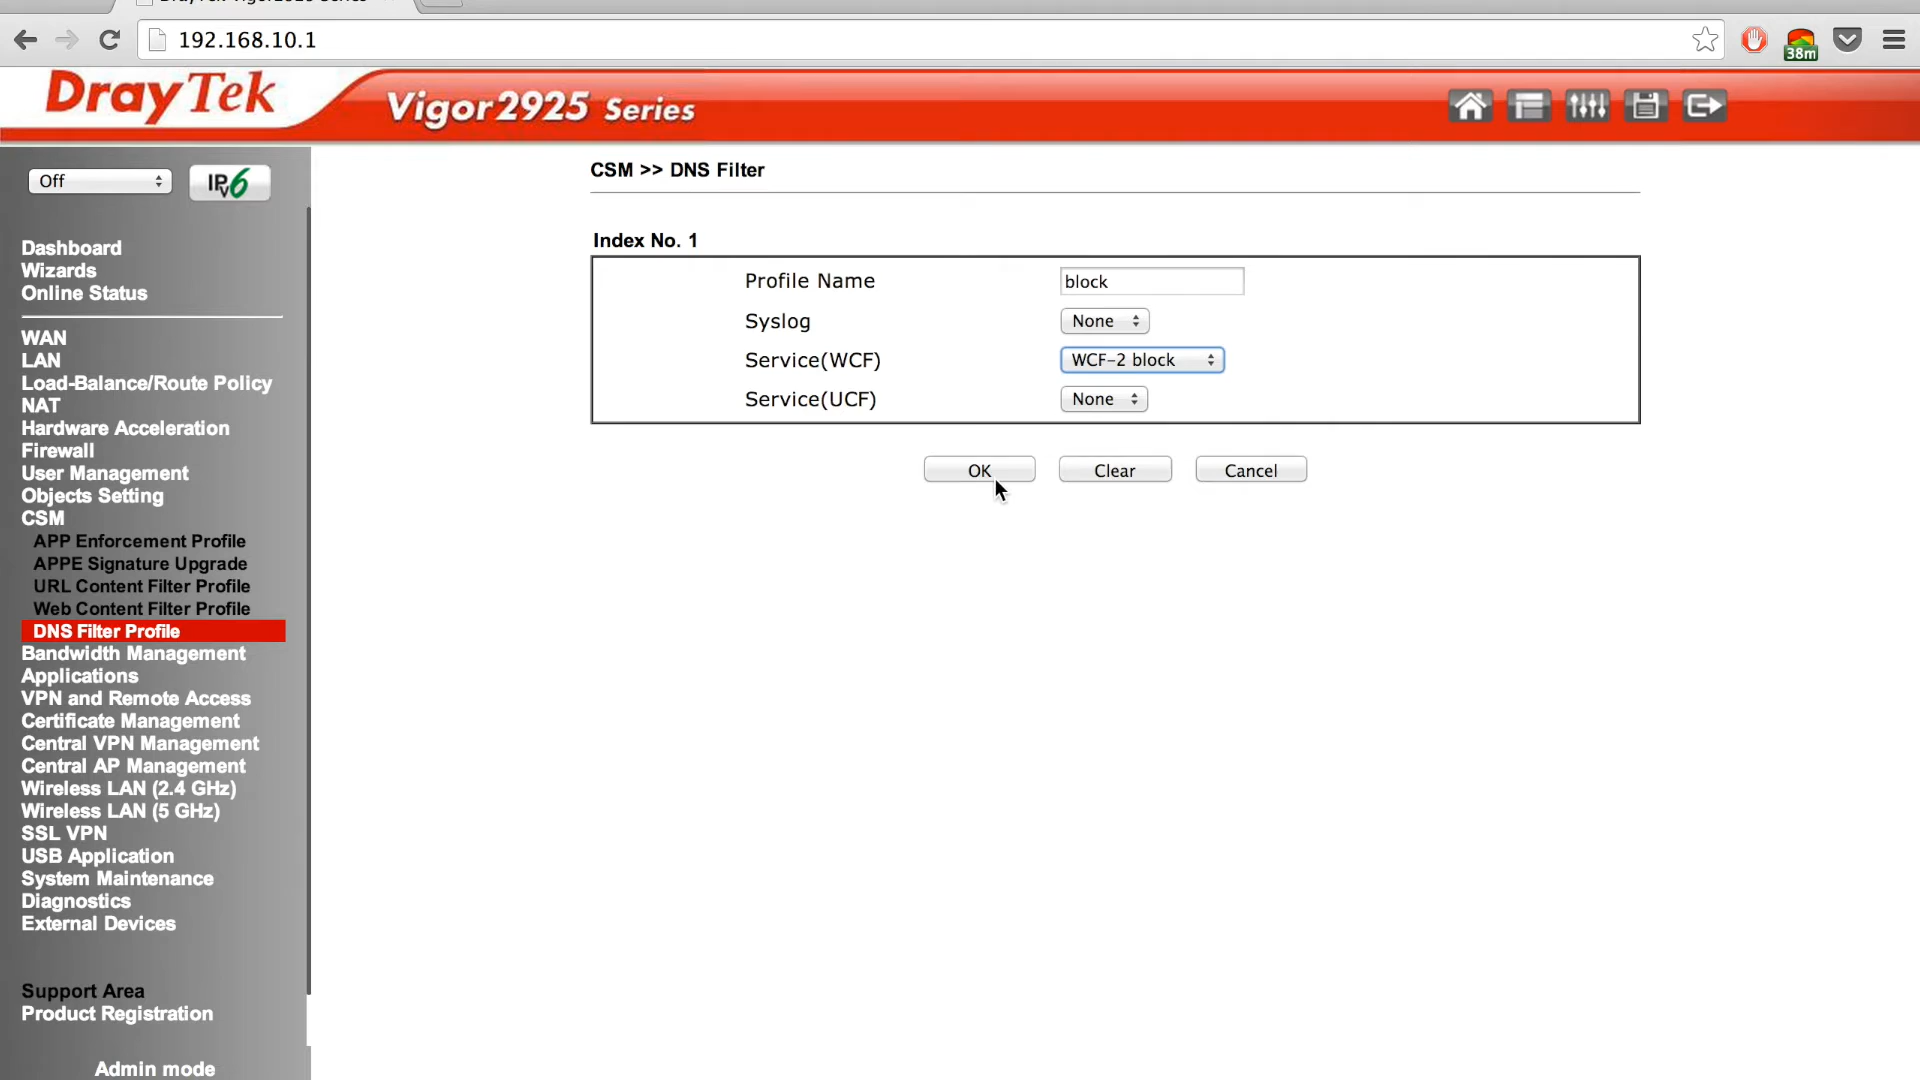 192.168.10.1
38m
DrayTek
Vigor2925 Series
Off
IPv6
Dashboard
Wizards
Online Status
WAN
LAN
Load-Balance/Route Policy
NAT
Hardware Acceleration
Firewall
User Management
Objects Setting
CSM
APP Enforcement Profile
APPE Signature Upgrade
URL Content Filter Profile
Web Content Filter Profile
DNS Filter Profile
Bandwidth Management
Applications
VPN and Remote Access
Certificate Management
Central VPN Management
Central AP Management
Wireless LAN (2.4 GHz)
Wireless LAN (5 GHz)
SSL VPN
USB Application
System Maintenance
Diagnostics
External Devices
Support Area
Product Registration
Admin mode
CSM >> DNS Filter
Index No. 1
Profile Name block
Syslog None
Service(WCF) WCF-2 block
Service(UCF) None
OK Clear Cancel